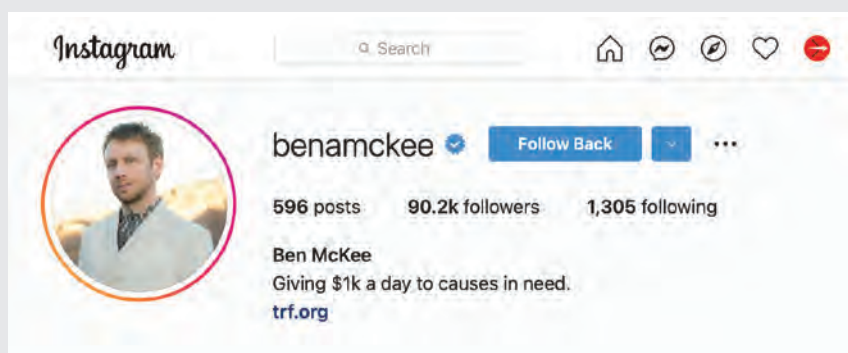 Instagram
Search
benamckee Follow Back
596 posts 90.2k followers 1,305 following
Ben McKee
Giving $1k a day to causes in need.
trf.org